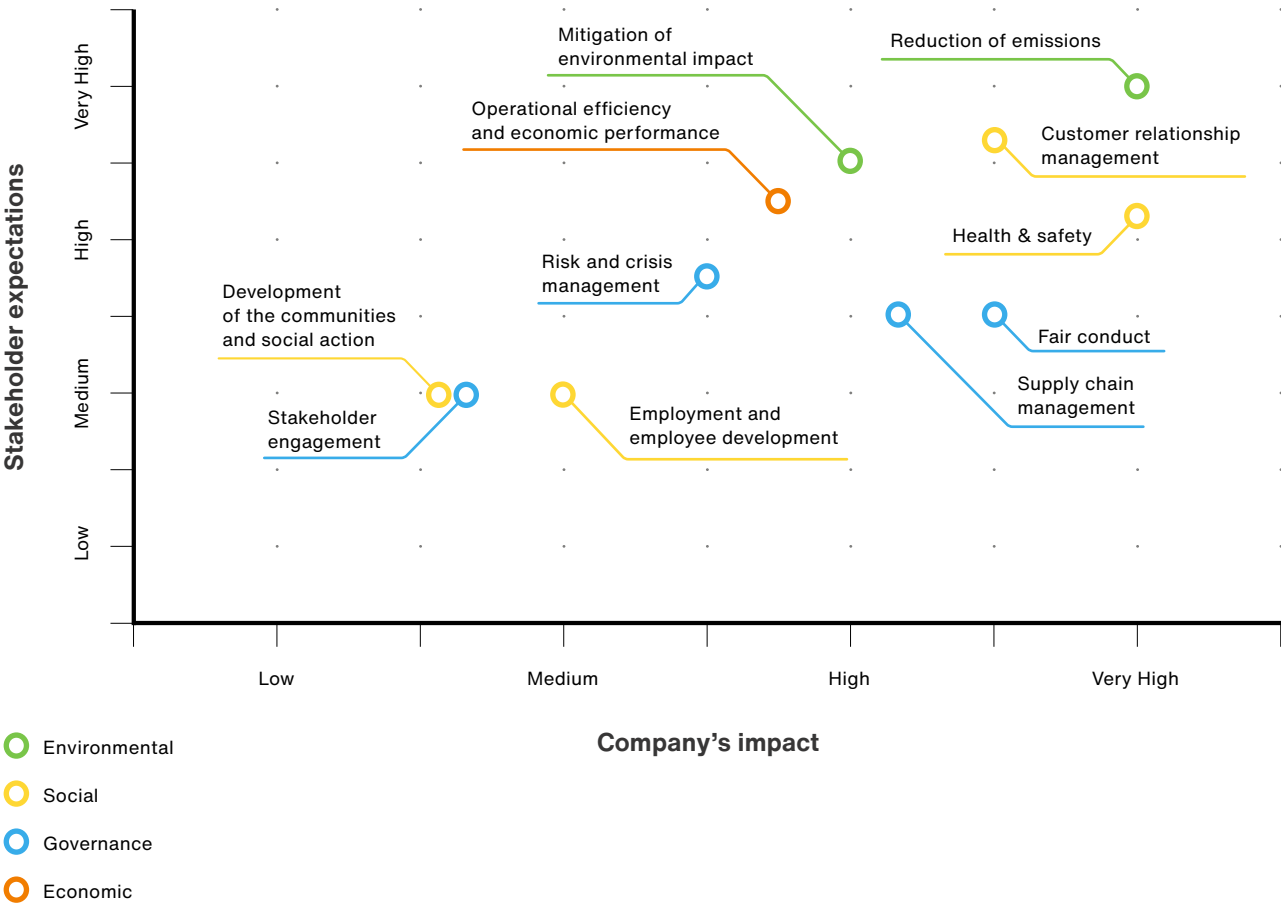 Stakeholder expectations
Very High
High
Medium
Low
Mitigation of
environmental impact
Reduction of emissions
Operational efficiency
and economic performance
Customer relationship
management
Health & safety
Risk and crisis
management
Development
of the communities
and social action
Fair conduct
Supply chain
management
Stakeholder
engagement
Employment and
employee development
Low
Medium
High
Very High
Company’s impact
Environmental
Social
Governance
Economic